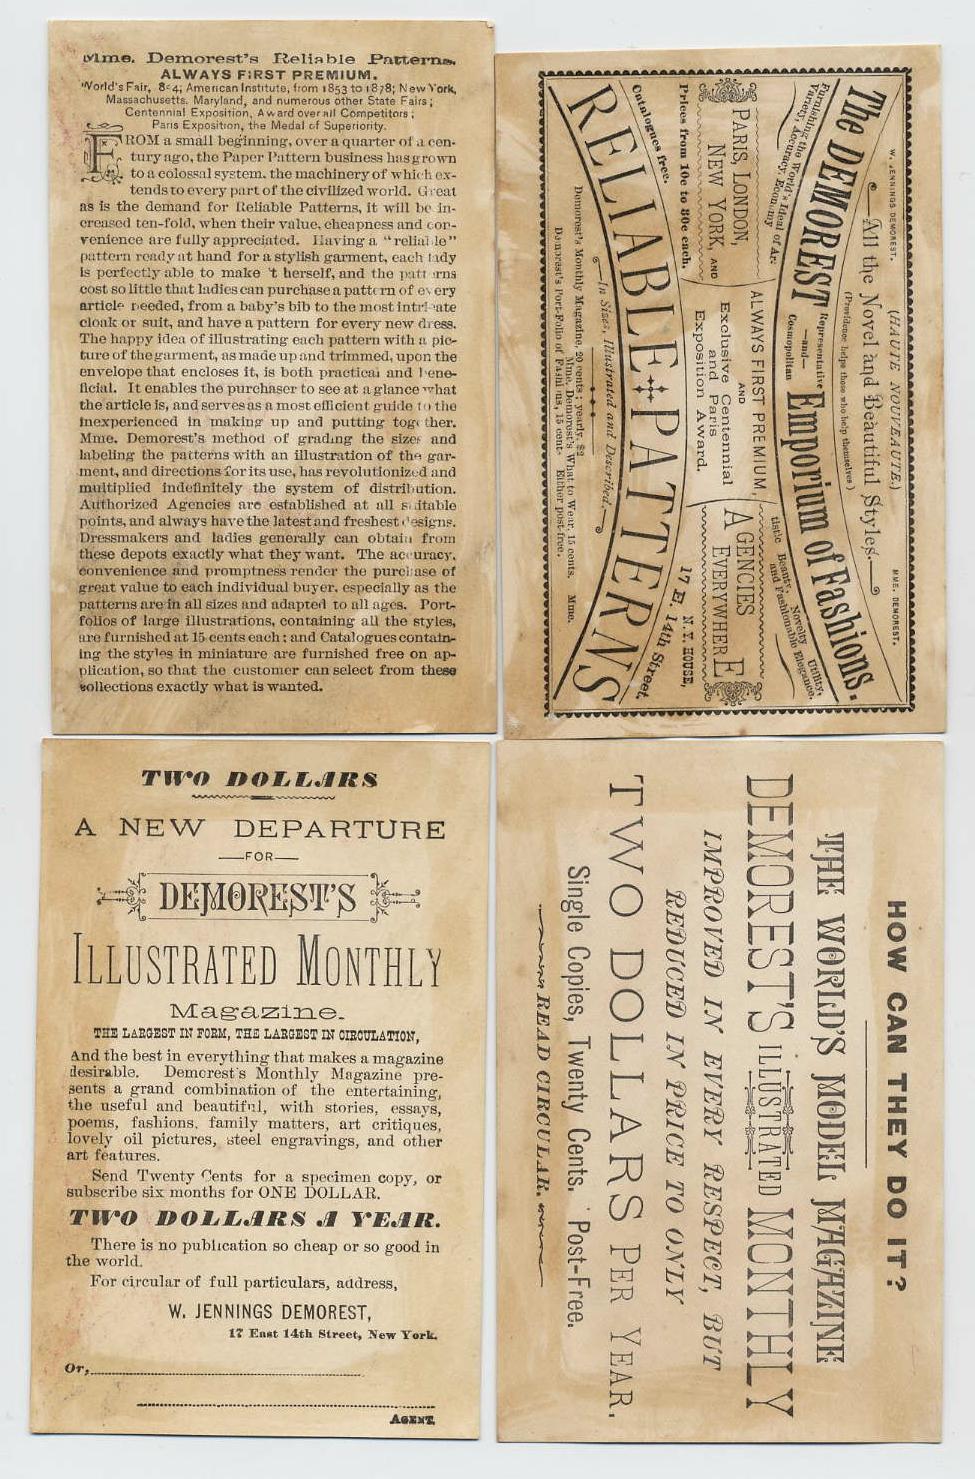 Mme. Demorest's Reliable Patterns.
ALWAYS FIRST PREMIUM.
World's Fair, 8 4; American Institute, from 1853 to 1878; New York,
Massachusetts, Maryland, and numerous other State Fairs;
Centennial Exposition, Award over all Competitors;
Paris Exposition, the Medal of Superiority.
FROM a small beginning, over a quarter of a cen-
tury ago, the Paper Pattern business has grown
to a colossal system, the machinery of which ex-
tends to every part of the civilized world. Great
as is the demand for Reliable Patterns, it will be in-
creased ten-fold, when their value, cheapness and con-
venience are fully appreciated. Having a "reliable"
pattern ready at hand for a stylish garment, each lady
is perfectly able to make 't herself, and the patterns
cost so little that ladies can purchase a pattern of every
article needed, from a baby's bib to the most intricate
cloak or suit, and have a pattern for every new dress.
The happy idea of illustrating each pattern with a pic-
ture of the garment, as made up and trimmed, upon the
envelope that encloses it, is both practical and bene-
ficial. It enables the purchaser to see at a glance what
the article is, and serves as a most efficient guide to the
inexperienced in making up and putting together.
Mme. Demorest's method of grading the sizes and
labeling the patterns with an illustration of the gar-
ment, and directions for its use, has revolutionized and
multiplied indefinitely the system of distribution.
Authorized Agencies are established at all suitable
points, and always have the latest and freshest designs.
Dressmakers and ladies generally can obtain from
these depots exactly what they want. The accuracy,
convenience and promptness render the purchase of
great value to each individual buyer, especially as the
patterns are in all sizes and adapted to all ages. Port-
folios of large illustrations, containing all the styles,
are furnished at 15 cents each; and Catalogues contain-
ing the styles in miniature are furnished free on ap-
plication, so that the customer can select from these
collections exactly what is wanted.
W. JENNINGS DEMOREST. (HAUTE NOUVEAUTE.) MME. DEMOREST.
All the Novel and Beautiful Styles.
(Providence helps those who help themselves)
The DEMOREST Representative —and— Cosmopolitan Emporium of Fashions.
Furnishing the World's Ideal of Ar-
tistic Beauty, Novelty Utility,
Variety, Accuracy, Economy
and Fashionable Elegance.
PARIS, LONDON,
NEW YORK, AND
ALWAYS FIRST PREMIUM,
AND
Exclusive Centennial
and Paris
Exposition Award.
AGENCIES
EVERYWHERE
Prices from 10c to 80c each.
N.Y. HOUSE,
Catalogues free.
17 E. 14th Street.
RELIABLE PATTERNS
In Sizes, Illustrated and Described.
Demorest's Monthly Magazine, 20 cents; yearly, $2
Mme. Demorest's What to Wear, 15 cents. Mme.
Demorest's Port-Folio of Fashi ns, 15 cent. Either post free.
TWO DOLLARS
A NEW DEPARTURE
—FOR—
DEMOREST'S
ILLUSTRATED MONTHLY
Magazine.
THE LARGEST IN FORM, THE LARGEST IN CIRCULATION,
And the best in everything that makes a magazine
desirable. Demorest's Monthly Magazine pre-
sents a grand combination of the entertaining,
the useful and beautiful, with stories, essays,
poems, fashions, family matters, art critiques,
lovely oil pictures, steel engravings, and other
art features.
Send Twenty Cents for a specimen copy, or
subscribe six months for ONE DOLLAR.
TWO DOLLARS A YEAR.
There is no publication so cheap or so good in
the world.
For circular of full particulars, address,
W. JENNINGS DEMOREST,
17 East 14th Street, New York.
Or,
AGENT.
HOW CAN THEY DO IT?
THE WORLD'S MODEL MAGAZINE
DEMOREST'S ILLUSTRATED MONTHLY
IMPROVED IN EVERY RESPECT, BUT
REDUCED IN PRICE TO ONLY
TWO DOLLARS PER YEAR.
Single Copies, Twenty Cents. Post-Free.
READ CIRCULAR.